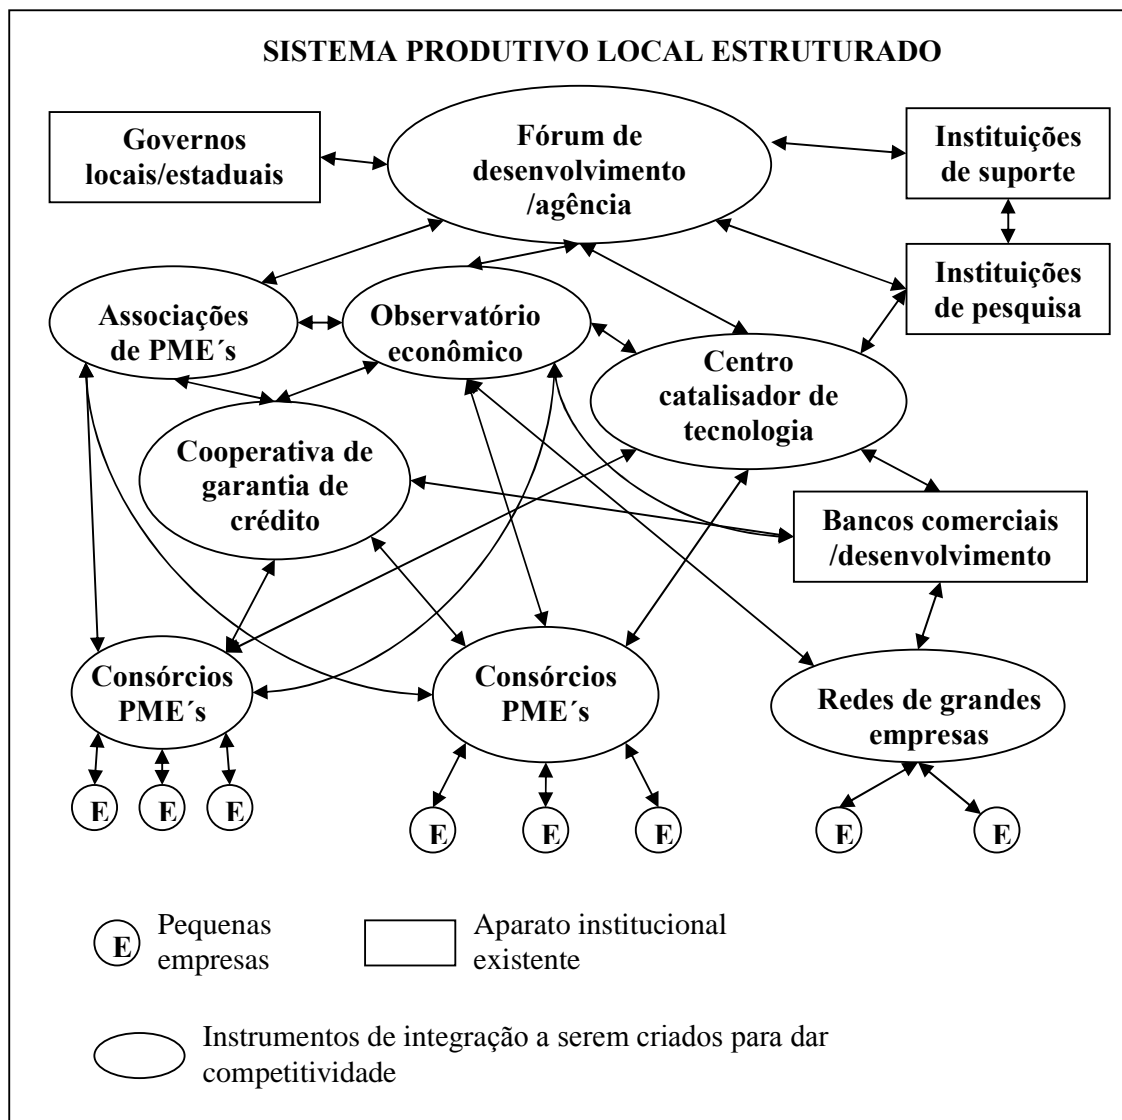 SISTEMA PRODUTIVO LOCAL ESTRUTURADO
Governos
locais/estaduais
Fórum de
desenvolvimento
/agência
Instituições
de suporte
Instituições
de pesquisa
Associações
de PME´s
Observatório
econômico
Centro
catalisador de
tecnologia
Cooperativa de
garantia de
crédito
Bancos comerciais
/desenvolvimento
Consórcios
PME´s
Consórcios
PME´s
Redes de grandes
empresas
E
E
E
E
E
E
E
E
E
Pequenas
empresas
Aparato institucional
existente
Instrumentos de integração a serem criados para dar
competitividade